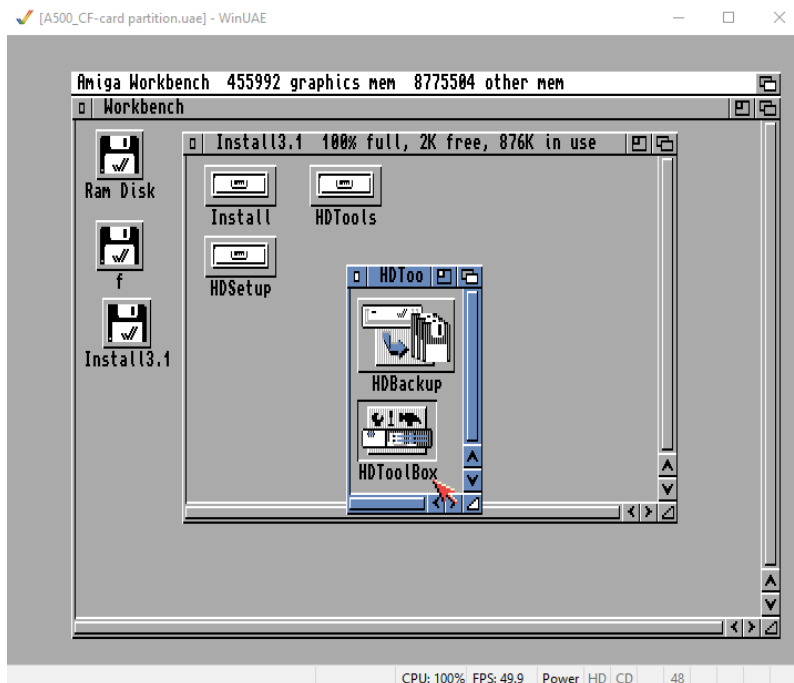 [A500_CF-card partition.uae] - WinUAE
Amiga Workbench 455992 graphics mem 8775504 other mem
Workbench
Install3.1 100% full, 2K free, 876K in use
Ram Disk
Install
HDTools
f
HDSetup
HDToo
Install3.1
HDBackup
HDToolBox
CPU: 100% FPS: 49.9 Power HD CD 48